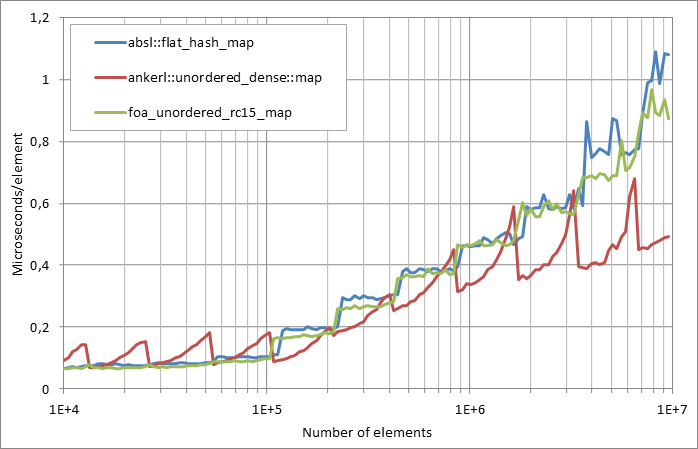 1,2
1
0,8
0,6
0,4
0,2
0
Microseconds/element
absl::flat_hash_map
ankerl::unordered_dense::map
foa_unordered_rc15_map
1E+4
1E+5
1E+6
1E+7
Number of elements